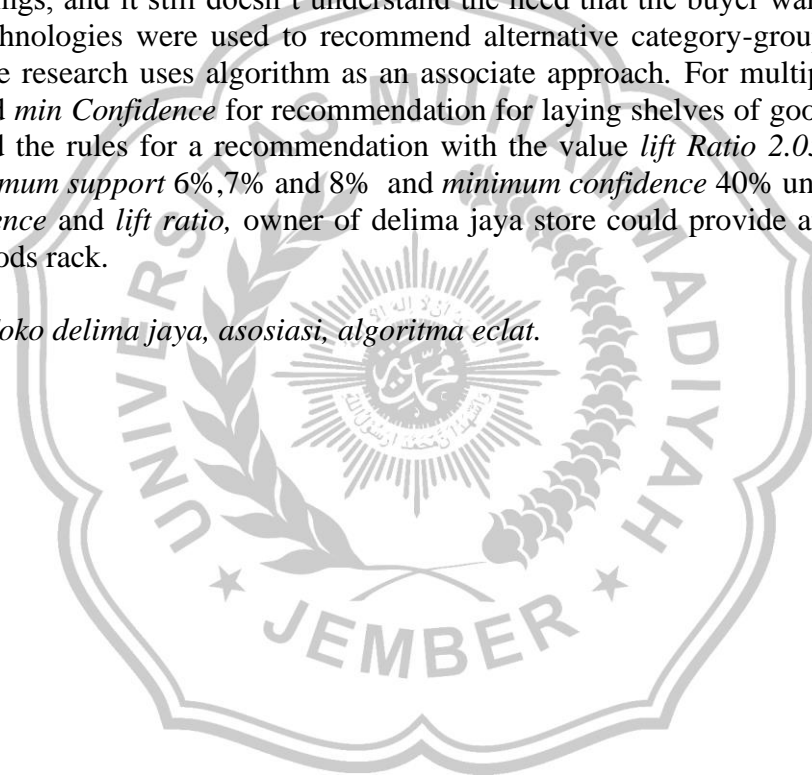 ngs, and it still doesn't understand the need that the buyer wan
chnologies were used to recommend alternative category-grou
e research uses algorithm as an associate approach. For multip
d min Confidence for recommendation for laying shelves of goo
d the rules for a recommendation with the value lift Ratio 2.0.
mum support 6%,7% and 8% and minimum confidence 40% un
ence and lift ratio, owner of delima jaya store could provide a
ods rack.
oko delima jaya, asosiasi, algoritma eclat.
UNIVERSITAS MUHAMMADIYAH
JEMBER